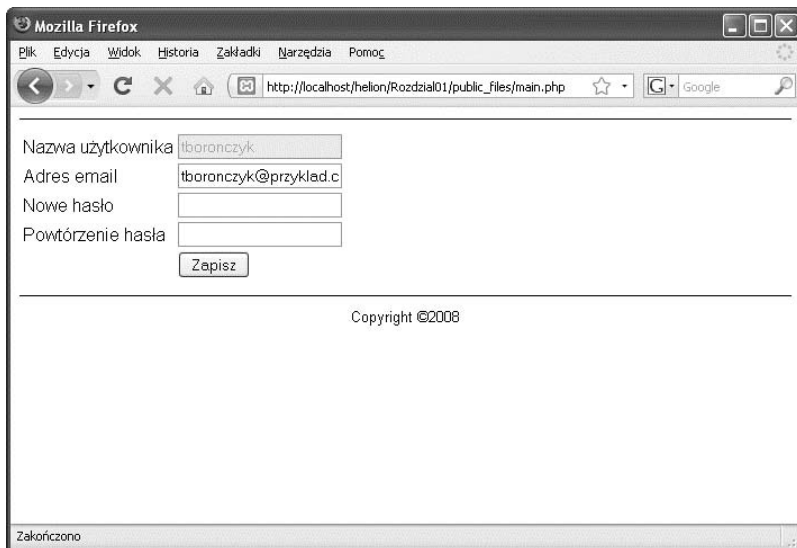 Mozilla Firefox
Plik Edycja Widok Historia Zakładki Narzędzia Pomoc
http://localhost/helion/Rozdzial01/public_files/main.php G Google
Nazwa użytkownika tboronczyk
Adres email tboronczyk@przyklad.c
Nowe hasło
Powtórzenie hasła
Zapisz
Copyright ©2008
Zakończono